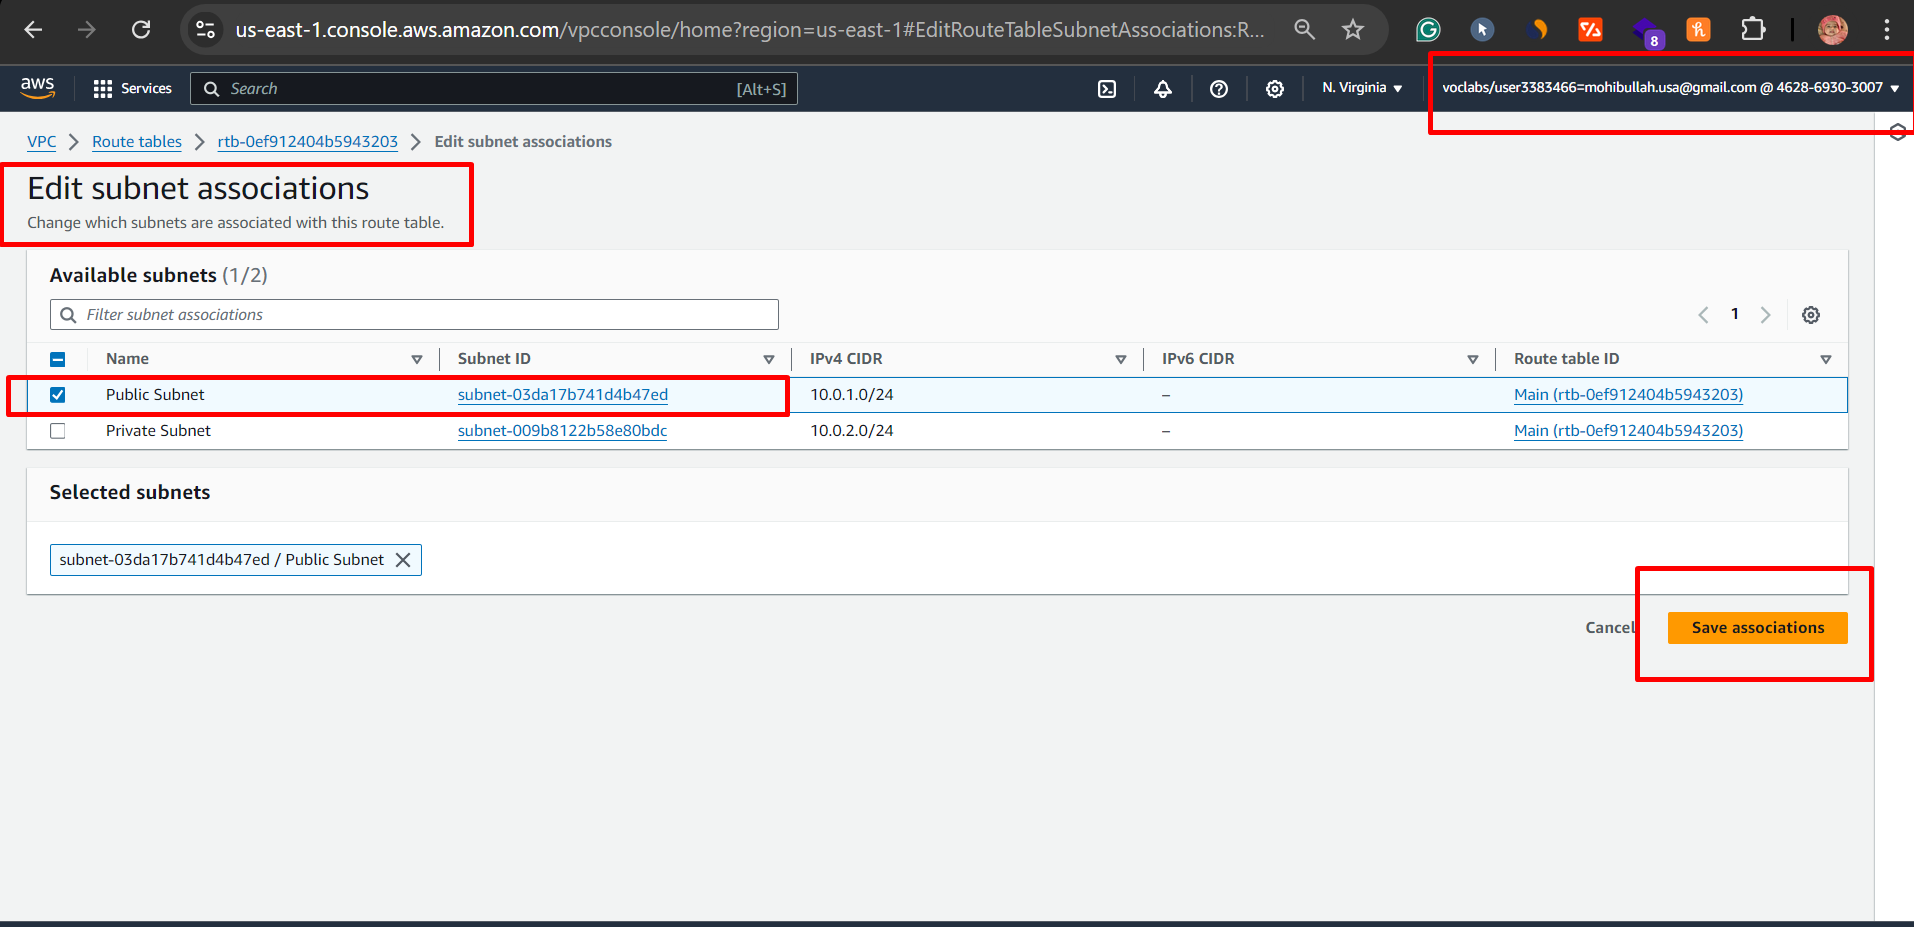 us-east-1.console.aws.amazon.com/vpcconsole/home?region=us-east-1#EditRouteTableSubnetAssociations:R...
8
aws Services Search [Alt+S] N. Virginia voclabs/user3383466=mohibullah.usa@gmail.com @ 4628-6930-3007
VPC Route tables rtb-0ef912404b5943203 Edit subnet associations
Edit subnet associations
Change which subnets are associated with this route table.
Available subnets (1/2)
Filter subnet associations 1
Name Subnet ID IPv4 CIDR IPv6 CIDR Route table ID
Public Subnet subnet-03da17b741d4b47ed 10.0.1.0/24 – Main (rtb-0ef912404b5943203)
Private Subnet subnet-009b8122b58e80bdc 10.0.2.0/24 – Main (rtb-0ef912404b5943203)
Selected subnets
subnet-03da17b741d4b47ed / Public Subnet
Cancel Save associations